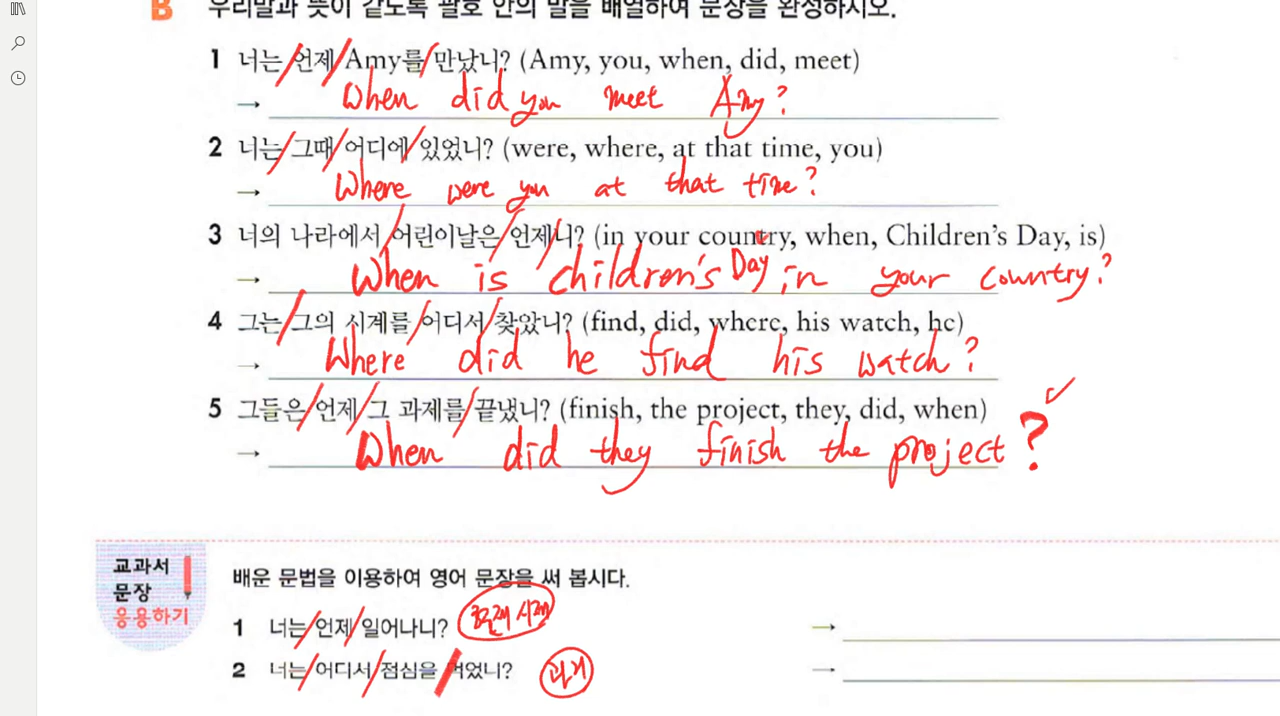 B 우리말과 뜻이 같도록 괄호 안의 말을 배열하여 문장을 완성하시오.
1 너는/언제/Amy를/만났니? (Amy, you, when, did, meet)
→ When did you meet Amy?
2 너는/그때/어디에/있었니? (were, where, at that time, you)
→ Where were you at that time?
3 너의 나라에서/어린이날은/언제/니? (in your country, when, Children's Day, is)
→ When is children's Day in your country?
4 그는/그의 시계를/어디서/찾았니? (find, did, where, his watch, he)
→ Where did he find his watch?
5 그들은/언제/그 과제를/끝냈니? (finish, the project, they, did, when)
→ When did they finish the project?
교과서
문장
응용하기
배운 문법을 이용하여 영어 문장을 써 봅시다.
1 너는/언제/일어나니? 현재 시제 →
2 너는/어디서/점심을/먹었니? 과거 →